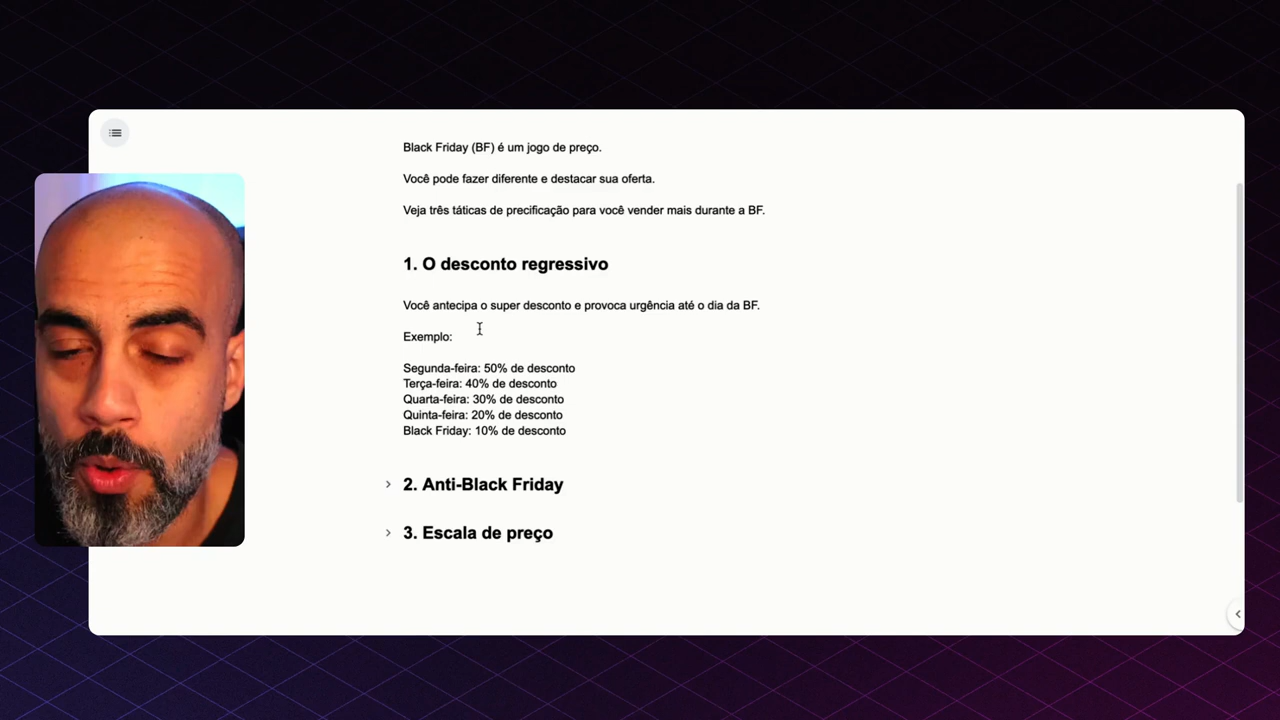 Black Friday (BF) é um jogo de preço.
Você pode fazer diferente e destacar sua oferta.
Veja três táticas de precificação para você vender mais durante a BF.
1. O desconto regressivo
Você antecipa o super desconto e provoca urgência até o dia da BF.
Exemplo:
Segunda-feira: 50% de desconto
Terça-feira: 40% de desconto
Quarta-feira: 30% de desconto
Quinta-feira: 20% de desconto
Black Friday: 10% de desconto
2. Anti-Black Friday
3. Escala de preço